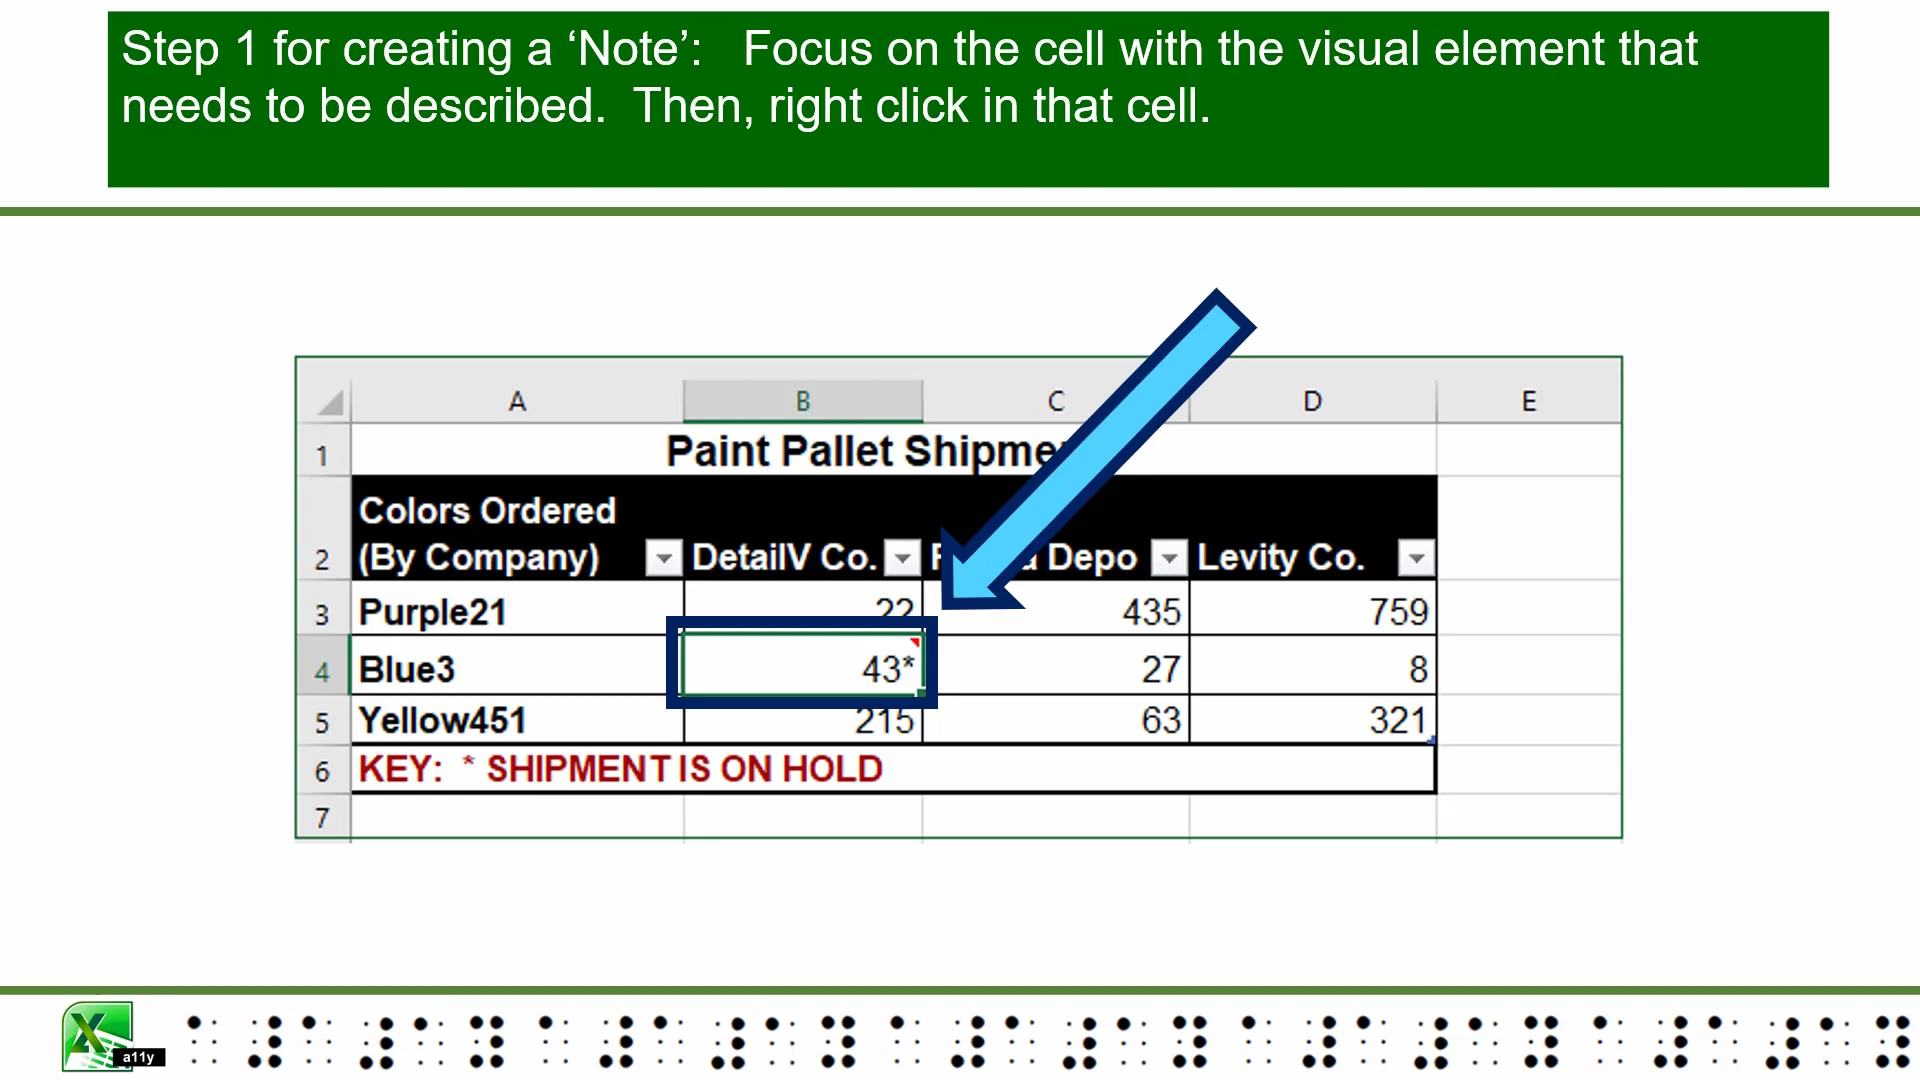 Step 1 for creating a ‘Note’: Focus on the cell with the visual element that
needs to be described. Then, right click in that cell.
A B C D E
1 Paint Pallet
2 Colors Ordered
(By Company) DetailV Co. Depo Levity Co.
3 Purple21 22 435 759
4 Blue3 43* 27 8
5 Yellow451 215 63 321
6 KEY: * SHIPMENT IS ON HOLD
7
a11y